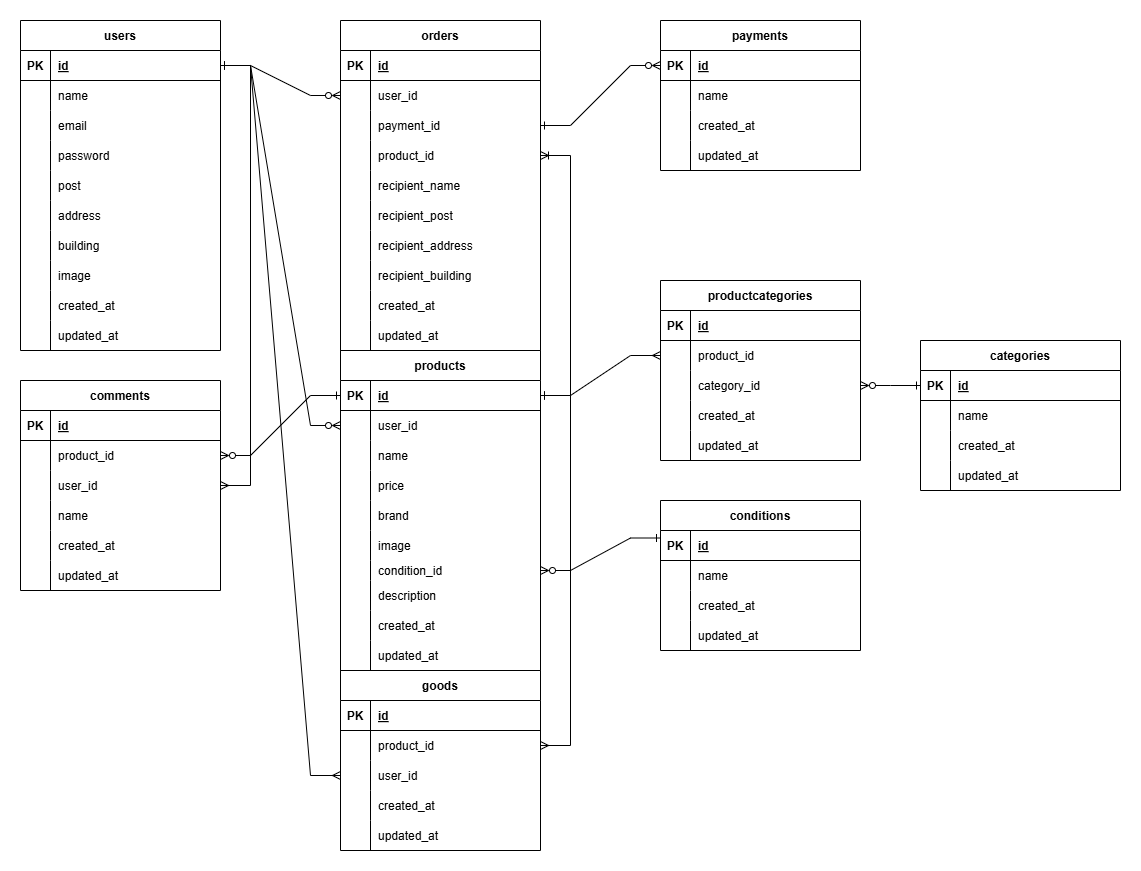 users
PK id
name
email
password
post
address
building
image
created_at
updated_at
comments
PK id
product_id
user_id
name
created_at
updated_at
orders
PK id
user_id
payment_id
product_id
recipient_name
recipient_post
recipient_address
recipient_building
created_at
updated_at
products
PK id
user_id
name
price
brand
image
condition_id
description
created_at
updated_at
goods
PK id
product_id
user_id
created_at
updated_at
payments
PK id
name
created_at
updated_at
productcategories
PK id
product_id
category_id
created_at
updated_at
conditions
PK id
name
created_at
updated_at
categories
PK id
name
created_at
updated_at